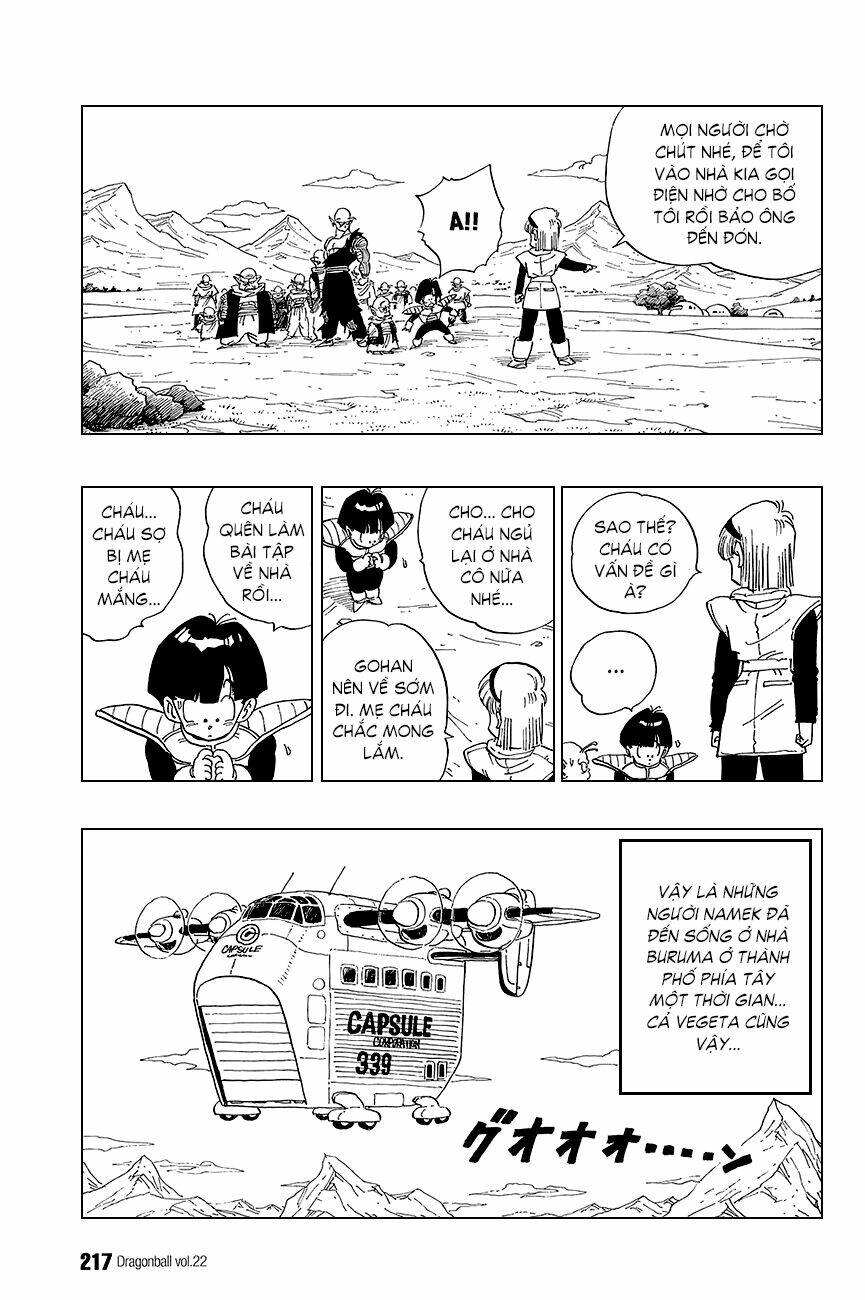 MỌI NGƯỜI CHỜ
CHÚT NHÉ, ĐỂ TÔI
VÀO NHÀ KIA GỌI
ĐIỆN NHỜ CHO BỐ
TÔI RỒI BẢO ÔNG
ĐẾN ĐÓN.
A!!
SAO THẾ?
CHÁU CÓ
VẤN ĐỀ GÌ
À?
...
CHO... CHO
CHÁU NGỦ
LẠI Ở NHÀ
CÔ NỮA
NHÉ...
GOHAN
NÊN VỀ SỚM
ĐI. MẸ CHÁU
CHẮC MONG
LẮM.
CHÁU
QUÊN LÀM
BÀI TẬP
VỀ NHÀ
RỒI...
CHÁU...
CHÁU SỢ
BỊ MẸ
CHÁU
MẮNG...
VẬY LÀ NHỮNG
NGƯỜI NAMEK ĐÃ
ĐẾN SỐNG Ở NHÀ
BURUMA Ở THÀNH
PHỐ PHÍA TÂY
MỘT THỜI GIAN...
CẢ VEGETA CŨNG
VẬY...
CAPSULE
CAPSULE
CORPORATION
339
グオオオ・・・・ン
217 Dragonball vol.22